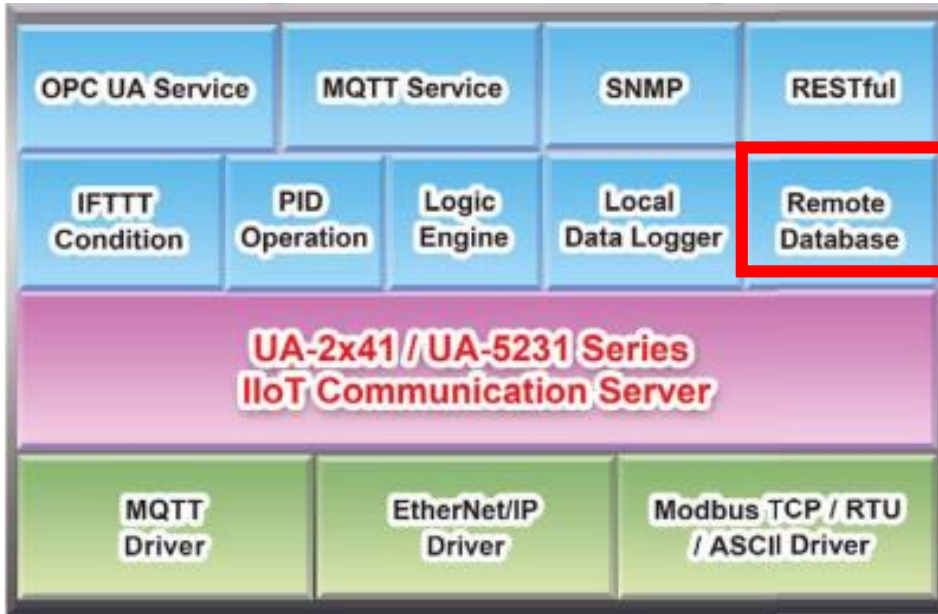 OPC UA Service
MQTT Service
SNMP
RESTful
IFTTT
Condition
PID
Operation
Logic
Engine
Local
Data Logger
Remote
Database
UA-2x41 / UA-5231 Series
IIoT Communication Server
MQTT
Driver
EtherNet/IP
Driver
Modbus TCP / RTU
/ ASCII Driver